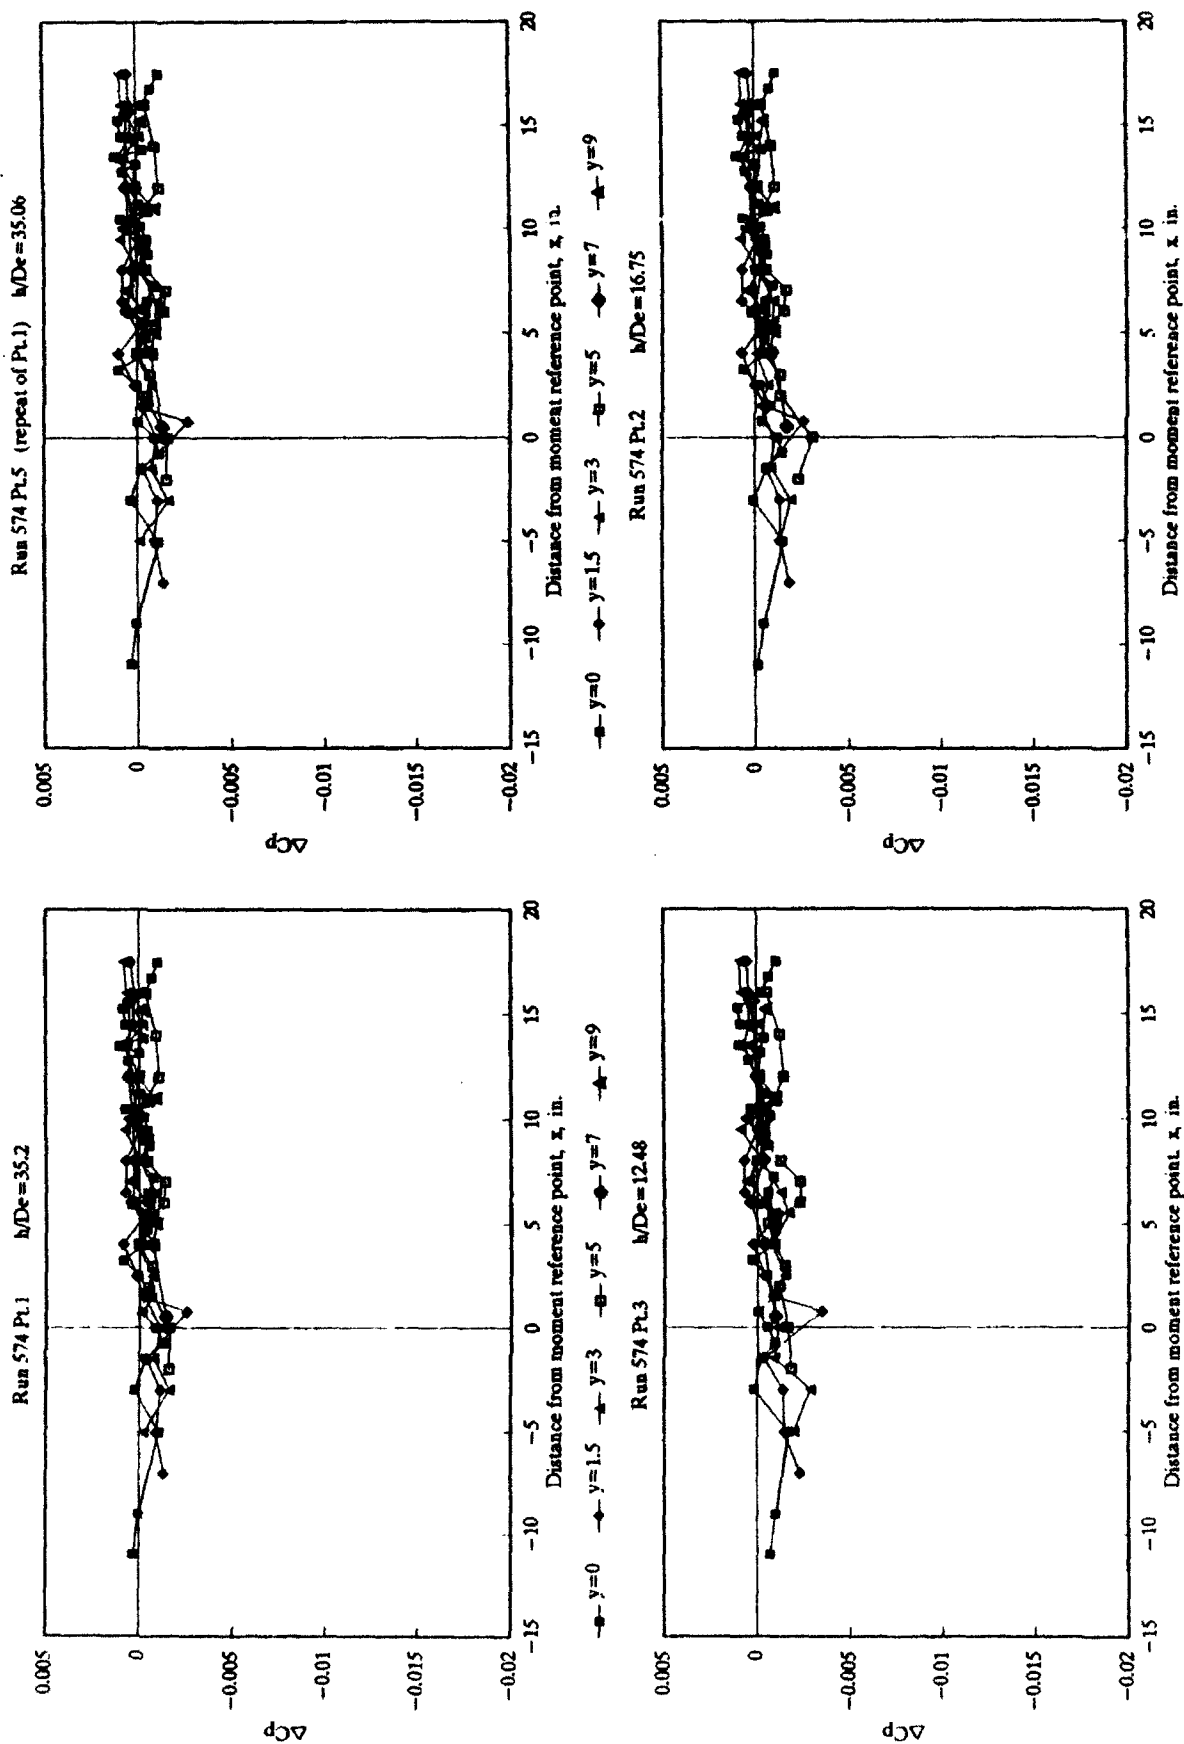 Run 574 Pt.1 h/De=35.2
0.005
0
-0.005
-0.01
-0.015
-0.02
ΔCp
-15 -10 -5 0 5 10 15 20
Distance from moment reference point, x, in.
y=0 y=1.5 y=3 y=5 y=7 y=9
Run 574 Pt.5 (repeat of Pt.1) h/De=35.06
0.005
0
-0.005
-0.01
-0.015
-0.02
ΔCp
-15 -10 -5 0 5 10 15 20
Distance from moment reference point, x, in.
y=0 y=1.5 y=3 y=5 y=7 y=9
Run 574 Pt.3 h/De=12.48
0.005
0
-0.005
-0.01
-0.015
-0.02
ΔCp
-15 -10 -5 0 5 10 15 20
Distance from moment reference point, x, in.
Run 574 Pt.2 h/De=16.75
0.005
0
-0.005
-0.01
-0.015
-0.02
ΔCp
-15 -10 -5 0 5 10 15 20
Distance from moment reference point, x, in.